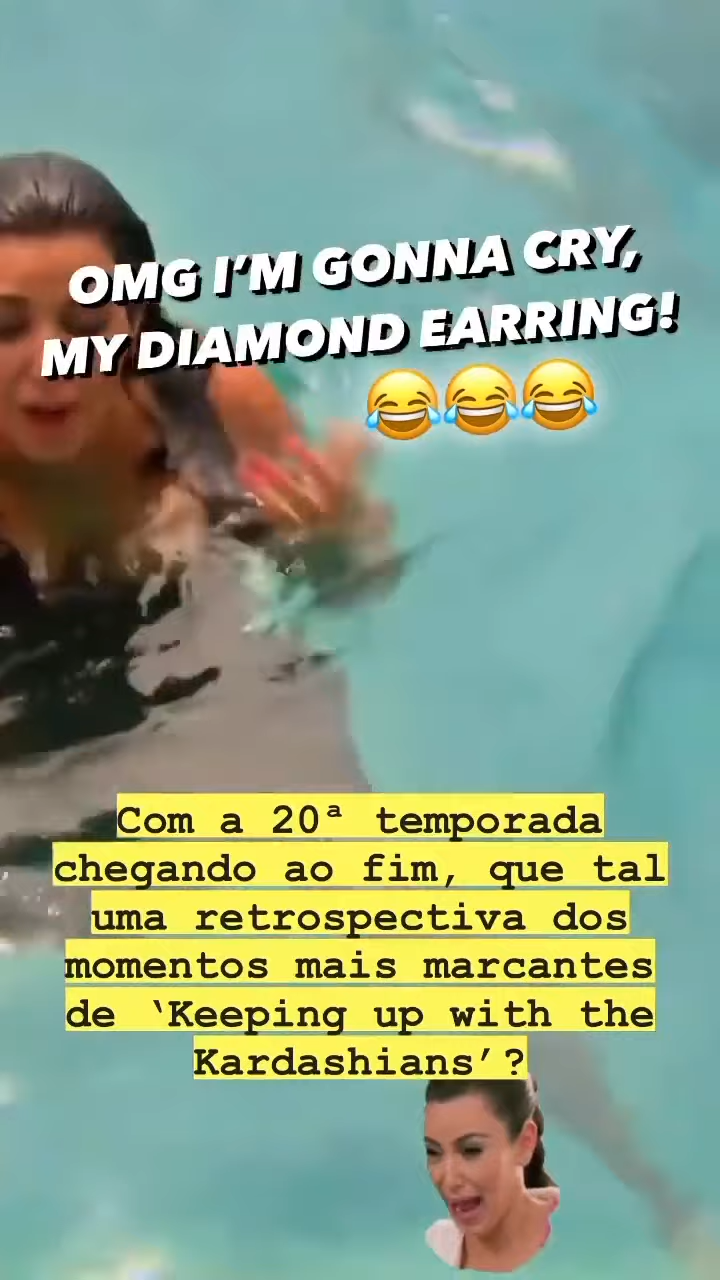 OMG I’M GONNA CRY,
MY DIAMOND EARRING!
😂😂😂
Com a 20ª temporada
chegando ao fim, que tal
uma retrospectiva dos
momentos mais marcantes
de ‘Keeping up with the
Kardashians’?